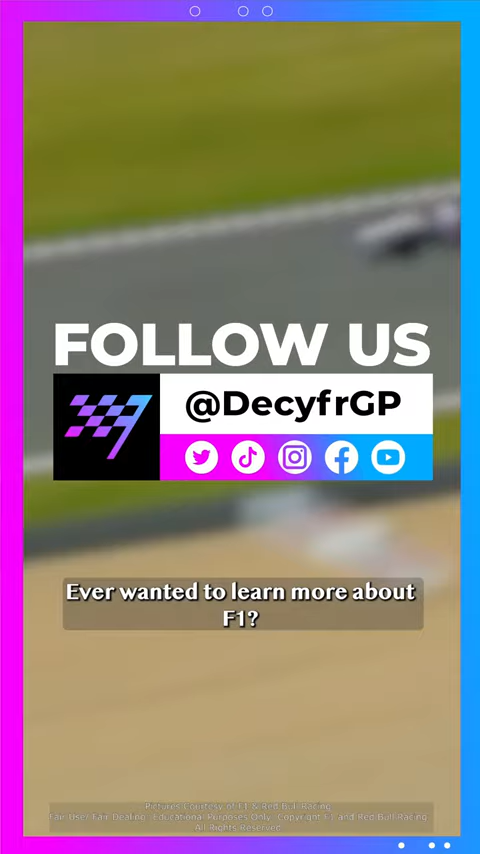 FOLLOW US
@DecyfrGP
Ever wanted to learn more about
F1?
Pictures Courtesy of F1 & Red Bull Racing
Fair User Fair Dealing. Educational Purposes Only. Copyright F1 and Red Bull Racing.
All Rights Reserved